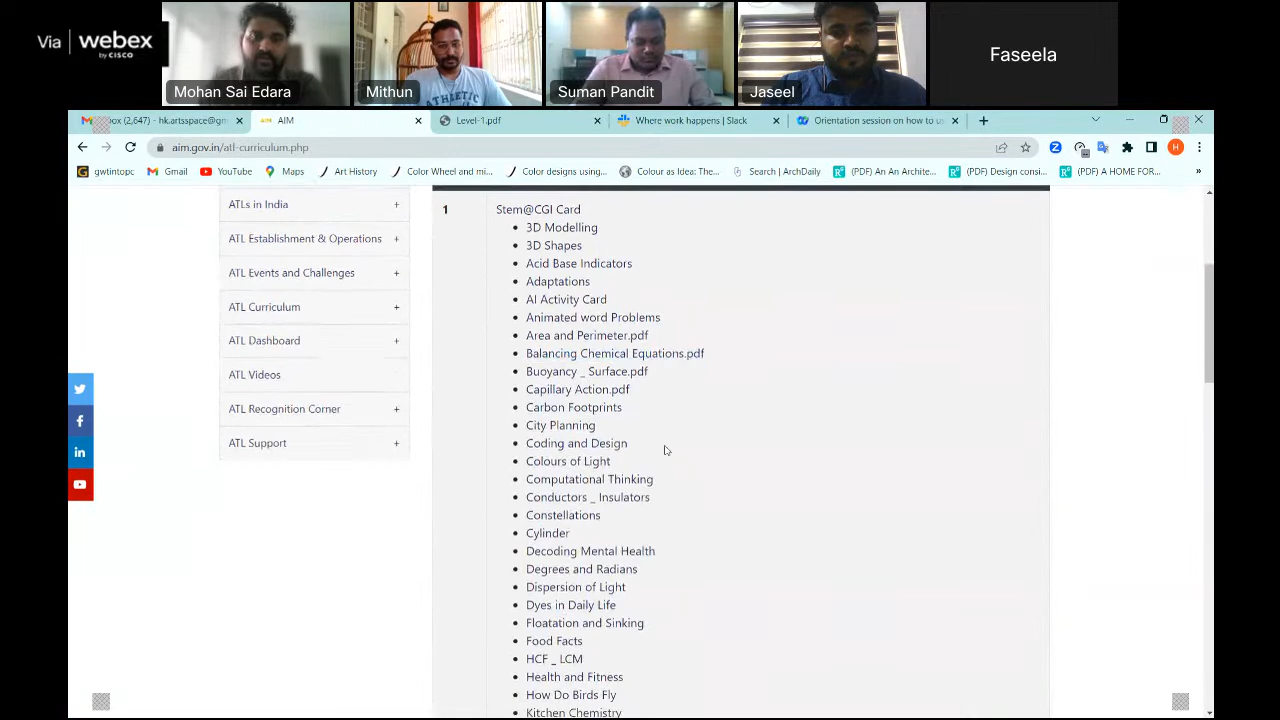 Via webex
by CISCO
Mohan Sai Edara
Mithun
Suman Pandit
Jaseel
Faseela
box (2,647) - hk.artsspace@gm
AIM
Level-1.pdf
Where work happens | Slack
Orientation session on how to us
aim.gov.in/atl-curriculum.php
gwtintopc
Gmail
YouTube
Maps
Art History
Color Wheel and mi...
Color designs using...
Colour as Idea: The...
Search | ArchDaily
(PDF) An An Archite...
(PDF) Design consi...
(PDF) A HOME FOR...
»
ATLs in India +
ATL Establishment & Operations +
ATL Events and Challenges +
ATL Curriculum +
ATL Dashboard +
ATL Videos
ATL Recognition Corner +
ATL Support +
1 Stem@CGI Card
3D Modelling
3D Shapes
Acid Base Indicators
Adaptations
AI Activity Card
Animated word Problems
Area and Perimeter.pdf
Balancing Chemical Equations.pdf
Buoyancy _ Surface.pdf
Capillary Action.pdf
Carbon Footprints
City Planning
Coding and Design
Colours of Light
Computational Thinking
Conductors _ Insulators
Constellations
Cylinder
Decoding Mental Health
Degrees and Radians
Dispersion of Light
Dyes in Daily Life
Floatation and Sinking
Food Facts
HCF _ LCM
Health and Fitness
How Do Birds Fly
Kitchen Chemistry